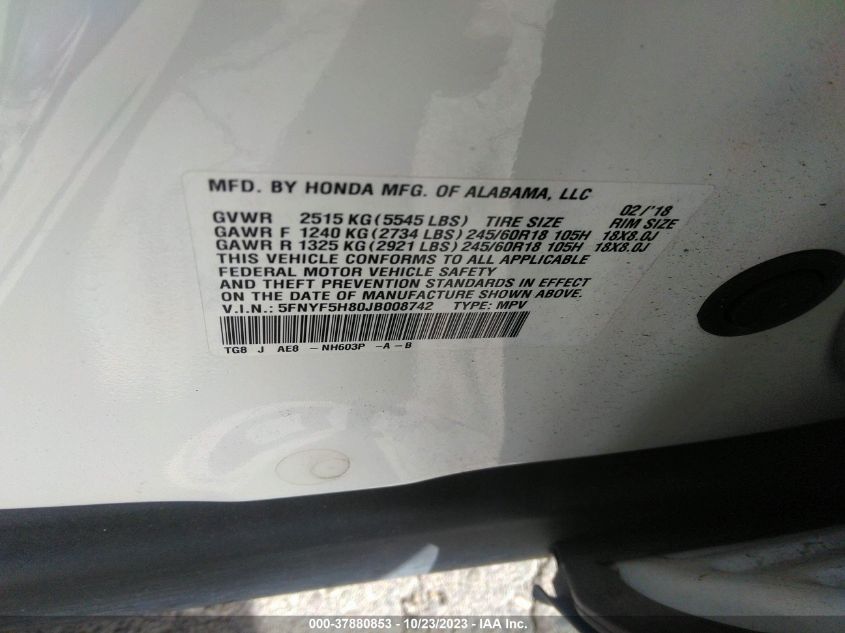 MFD. BY HONDA MFG. OF ALABAMA, LLC
02/'18
GVWR 2515 KG (5545 LBS) TIRE SIZE RIM SIZE
GAWR F 1240 KG (2734 LBS) 245/60R18 105H 18X8.0J
GAWR R 1325 KG (2921 LBS) 245/60R18 105H 18X8.0J
THIS VEHICLE CONFORMS TO ALL APPLICABLE
FEDERAL MOTOR VEHICLE SAFETY
AND THEFT PREVENTION STANDARDS IN EFFECT
ON THE DATE OF MANUFACTURE SHOWN ABOVE.
V.I.N.: 5FNYF5H80JB008742 TYPE: MPV
TG8 J AE8 - NH603P - A - B
000-37880853 - 10/23/2023 - IAA Inc.